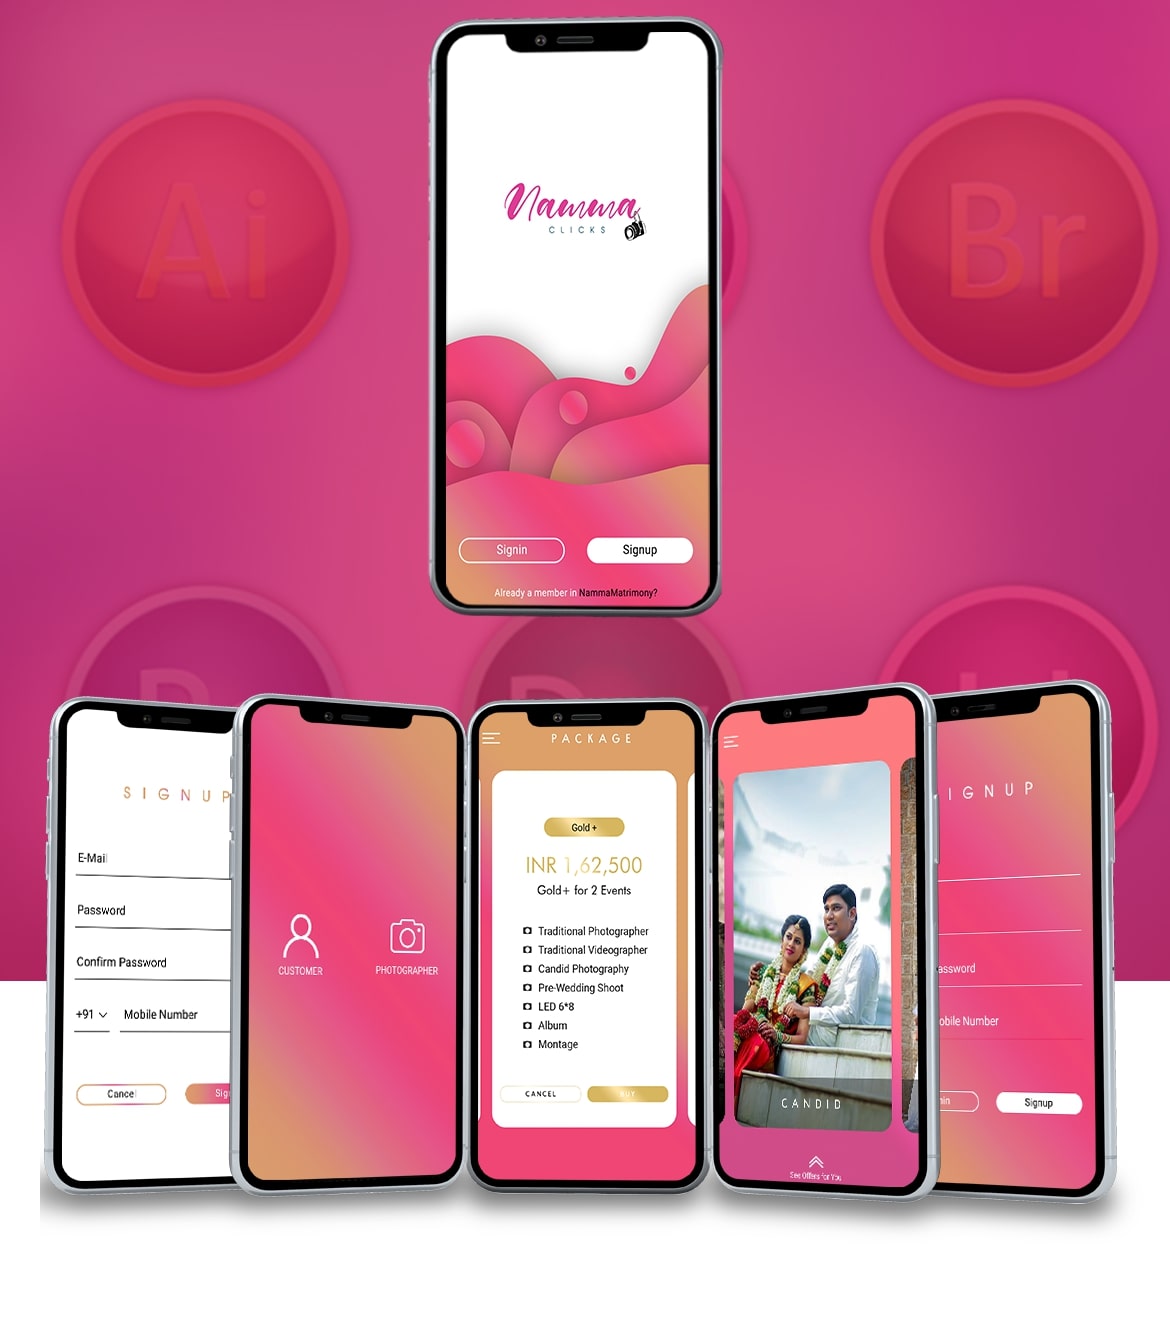 Ai
Br
Namma
CLICKS
Signin
Signup
Already a member in NammaMatrimony?
SIGNUP
E-Mail
Password
Confirm Password
+91
Mobile Number
Cancel
Sig
CUSTOMER
PHOTOGRAPHER
PACKAGE
Gold +
INR 1,62,500
Gold+ for 2 Events
Traditional Photographer
Traditional Videographer
Candid Photography
Pre-Wedding Shoot
LED 6*8
Album
Montage
CANCEL
BUY
CANDID
See Offers for You
IGNUP
assword
obile Number
nin
Signup